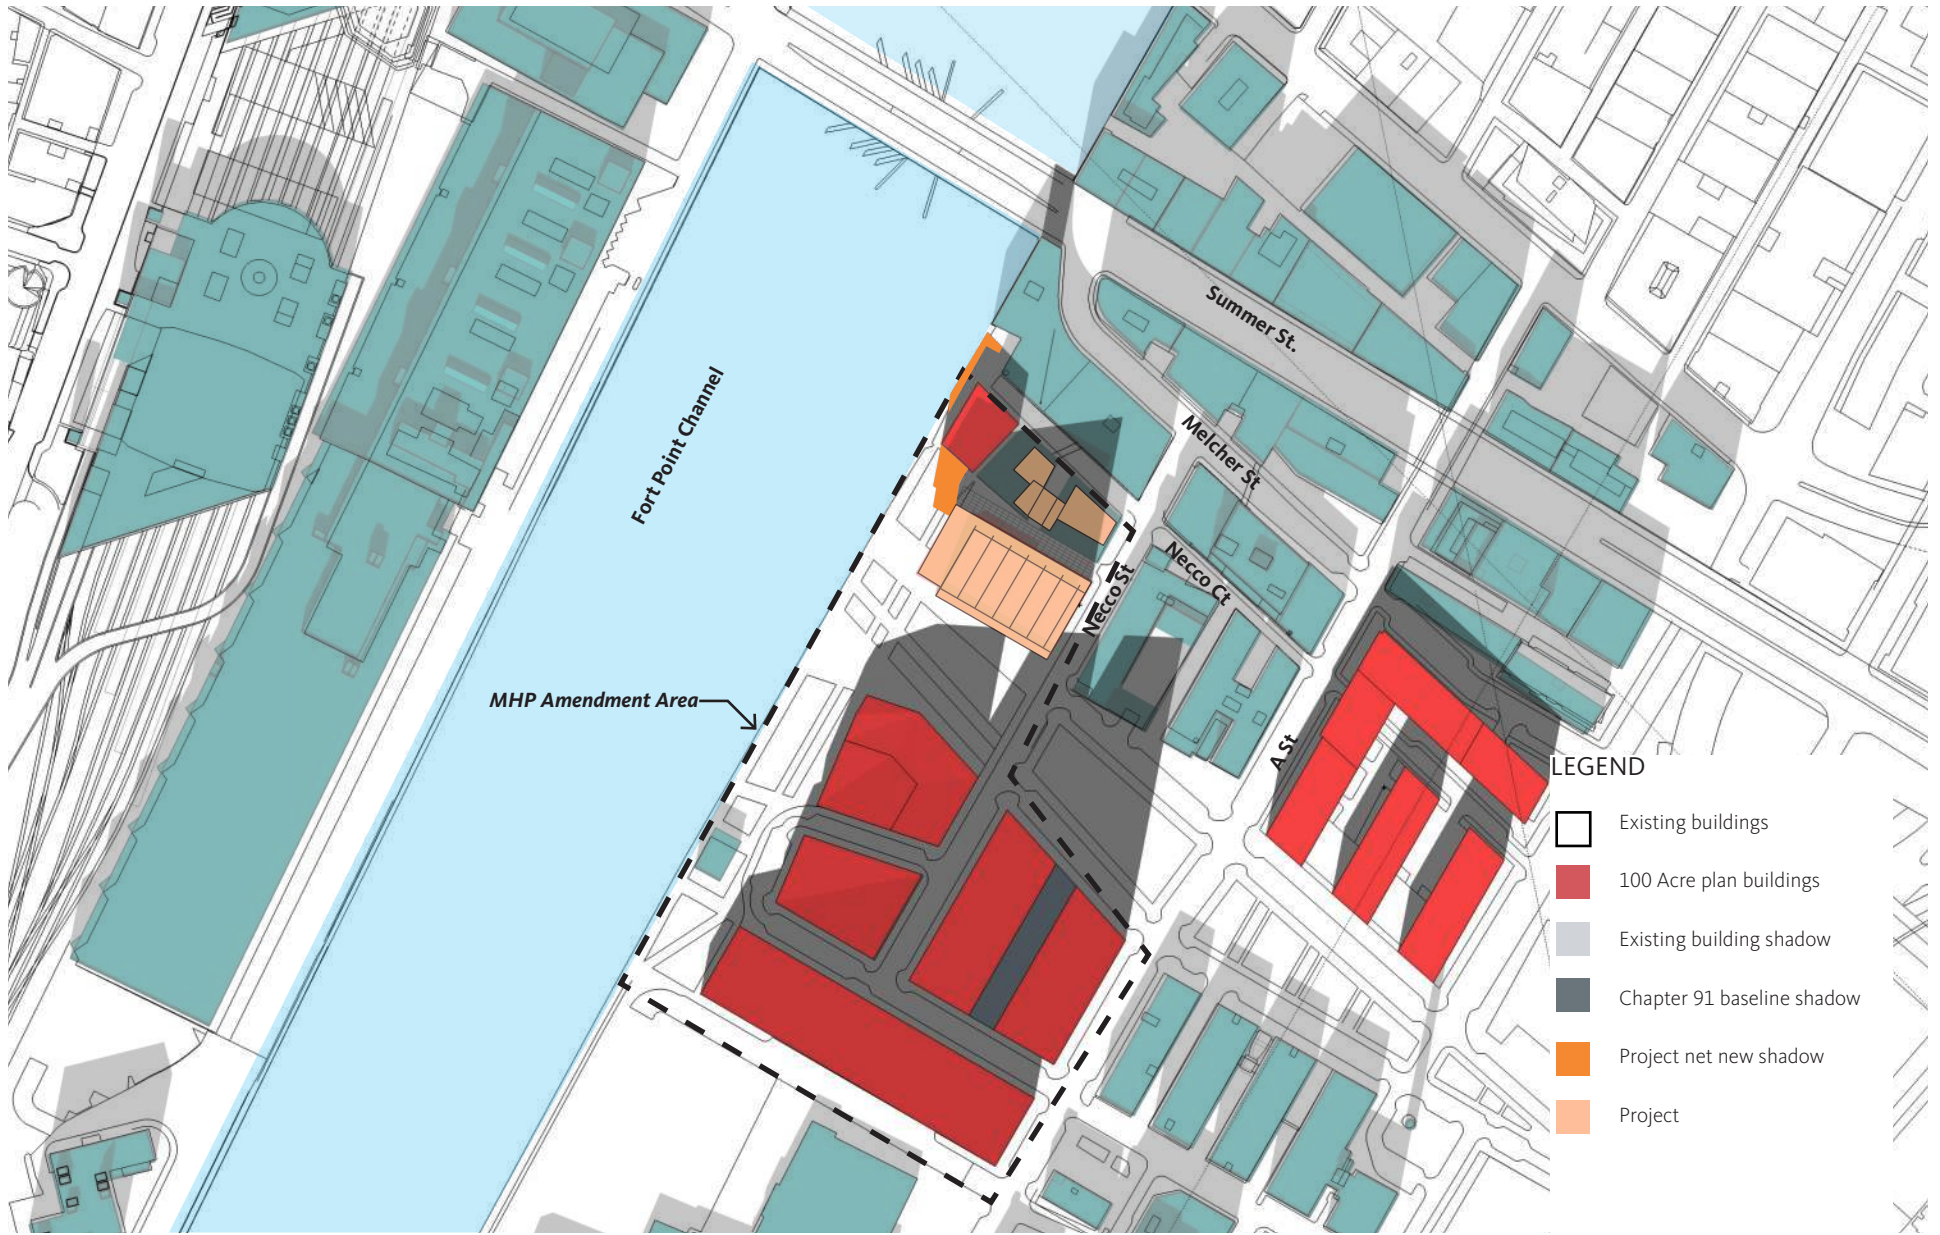 Summer St.
Fort Point Channel
Melcher St
Necco Ct
Necco St
MHP Amendment Area
A St
LEGEND
Existing buildings
100 Acre plan buildings
Existing building shadow
Chapter 91 baseline shadow
Project net new shadow
Project